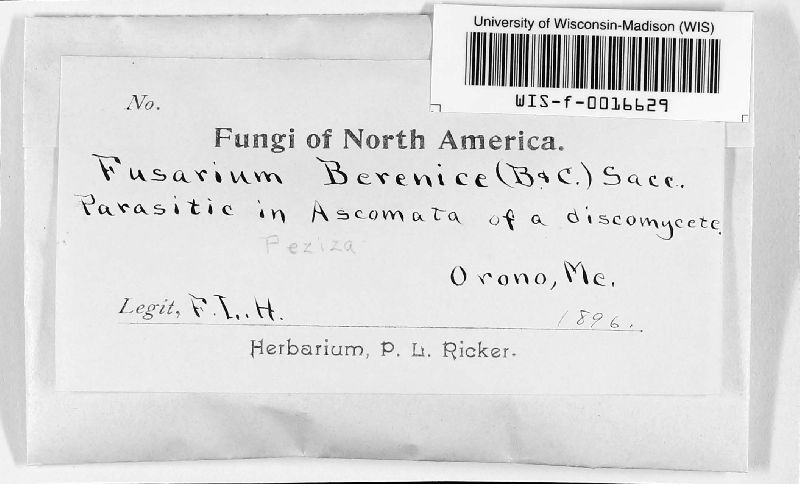 University of Wisconsin-Madison (WIS)
WIS-f-0016629
No.
Fungi of North America.
Fusarium Berenice (B & C.) Sacc.
Parasitic in Ascomata of a discomycete.
Peziza
Orono, Me.
Legit, F. L. H.
1896.
Herbarium, P. L. Ricker.